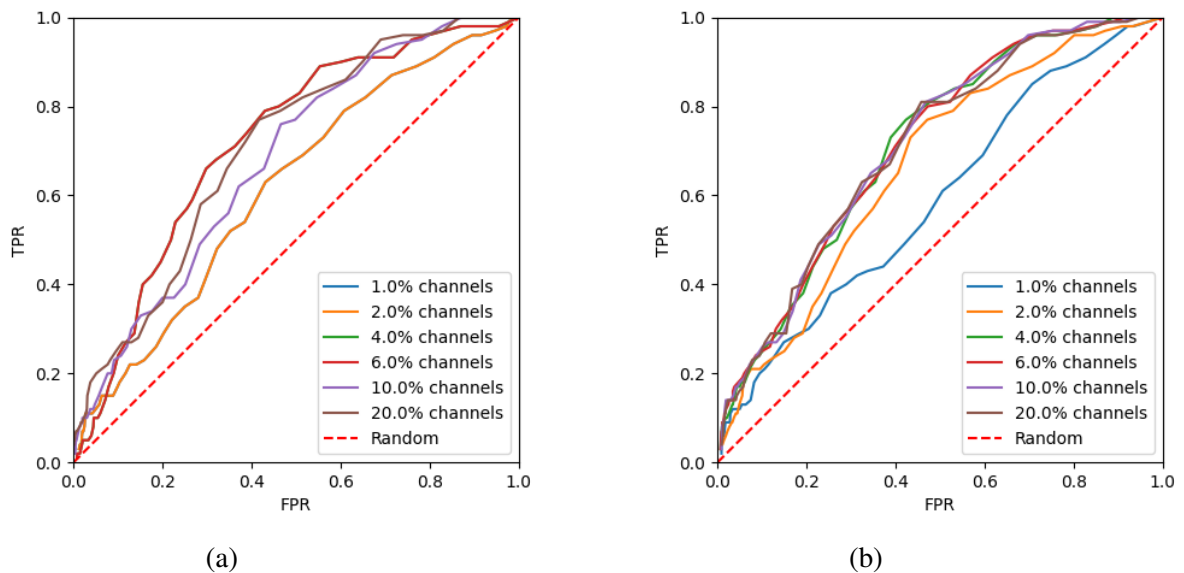 1.0
0.8
0.6
0.4
0.2
0.0
TPR
0.0 0.2 0.4 0.6 0.8 1.0
FPR
1.0% channels
2.0% channels
4.0% channels
6.0% channels
10.0% channels
20.0% channels
Random
(a)
1.0
0.8
0.6
0.4
0.2
0.0
TPR
0.0 0.2 0.4 0.6 0.8 1.0
FPR
1.0% channels
2.0% channels
4.0% channels
6.0% channels
10.0% channels
20.0% channels
Random
(b)